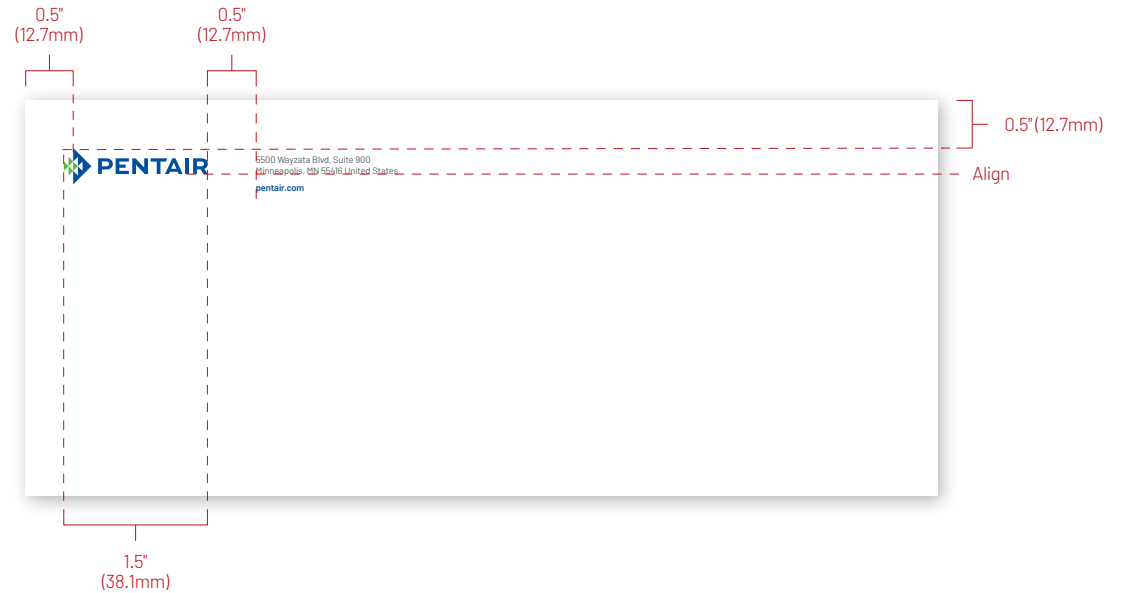 0.5"
(12.7mm)
0.5"
(12.7mm)
0.5" (12.7mm)
PENTAIR
5500 Wayzata Blvd, Suite 900
Minneapolis, MN 55416 United States
Align
pentair.com
1.5"
(38.1mm)